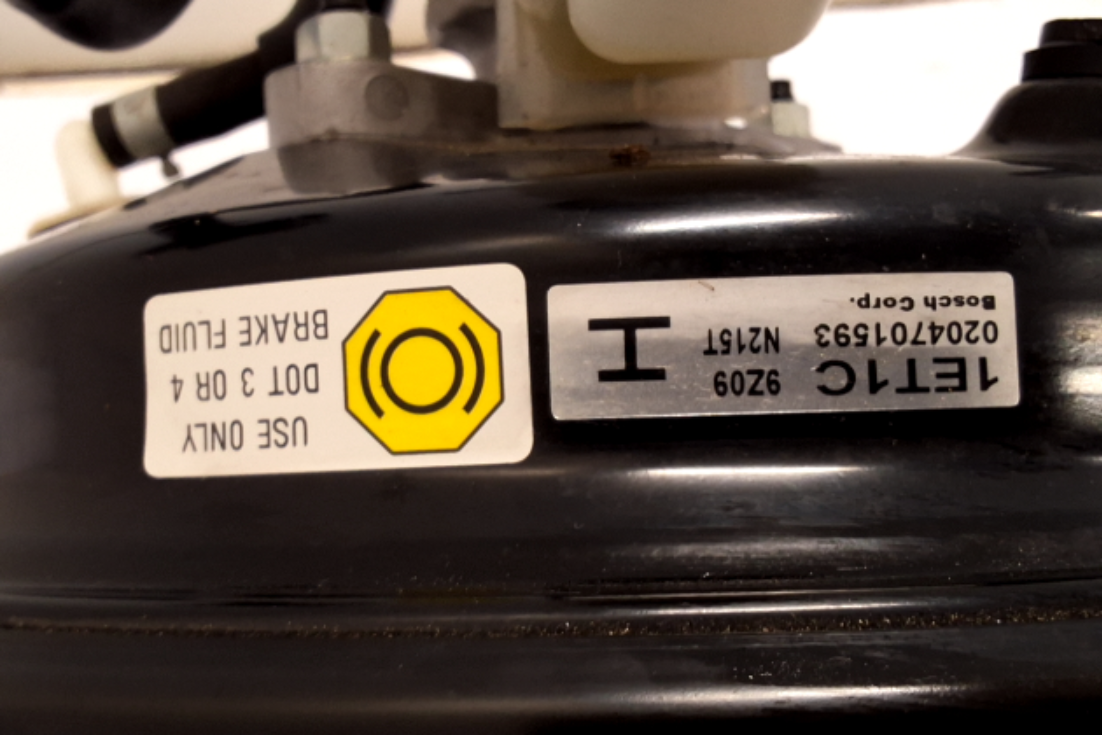 USE ONLY
DOT 3 OR 4
BRAKE FLUID
1ET1C 9Z09
0204701593 N215T
Bosch Corp.
H